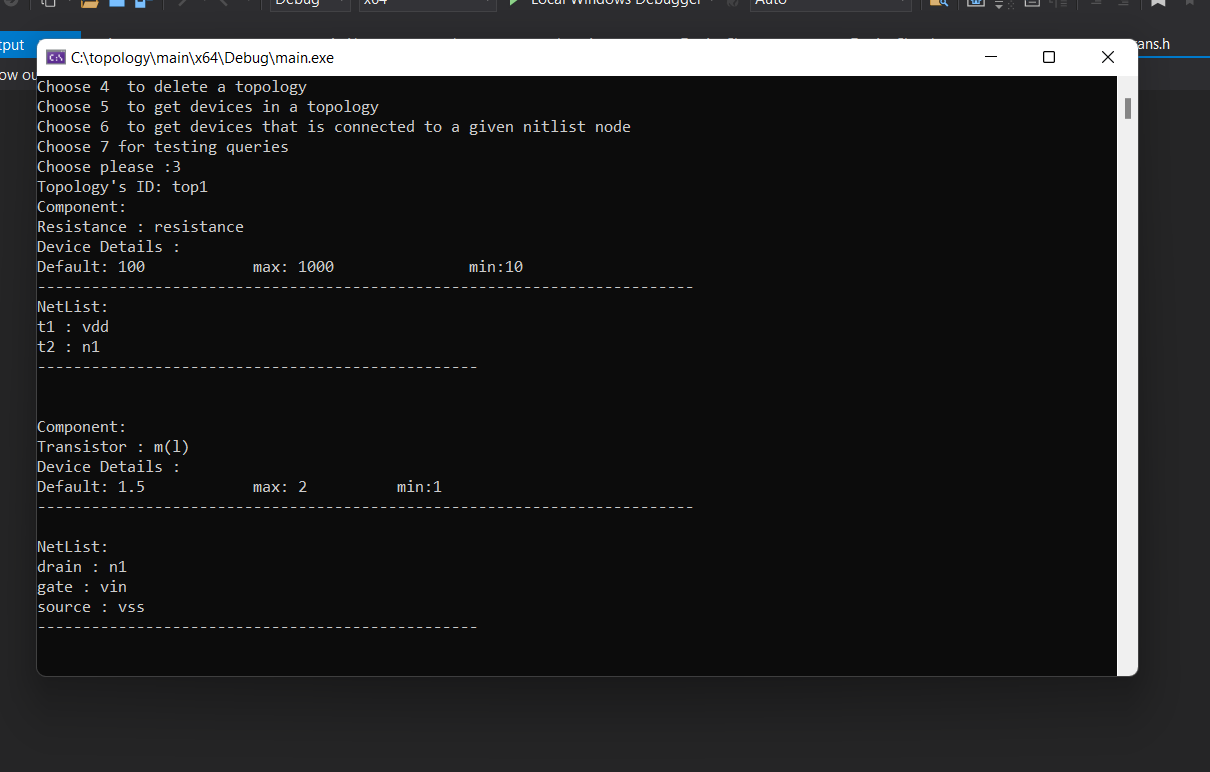 Debug x64 Local Windows Debugger Auto
tput
ans.h
ow ou
C:\topology\main\x64\Debug\main.exe
Choose 4  to delete a topology
Choose 5  to get devices in a topology
Choose 6  to get devices that is connected to a given nitlist node
Choose 7 for testing queries
Choose please :3
Topology's ID: top1
Component:
Resistance : resistance
Device Details :
Default: 100            max: 1000               min:10
-------------------------------------------------------------------------
NetList:
t1 : vdd
t2 : n1
-------------------------------------------------
Component:
Transistor : m(l)
Device Details :
Default: 1.5            max: 2          min:1
-------------------------------------------------------------------------
NetList:
drain : n1
gate : vin
source : vss
-------------------------------------------------